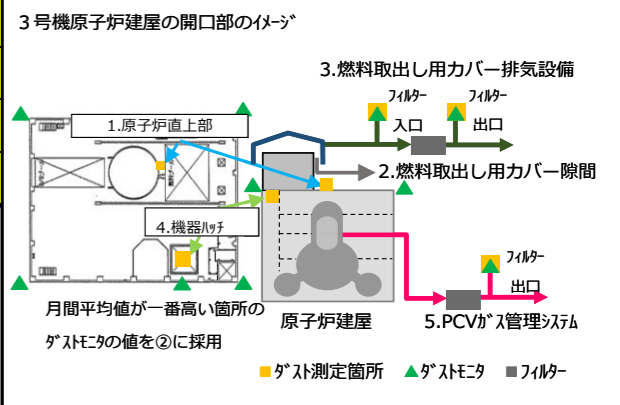 ３号機原子炉建屋の開口部のｲﾒｰｼﾞ
3.燃料取出し用カバー排気設備
ﾌｨﾙﾀｰ
ﾌｨﾙﾀｰ
1.原子炉直上部
入口
出口
2.燃料取出し用カバー隙間
4.機器ﾊｯﾁ
ﾌｨﾙﾀｰ
出口
月間平均値が一番高い箇所の
ﾀﾞｽﾄﾓﾆﾀの値を②に採用
原子炉建屋
5.PCVｶﾞｽ管理ｼｽﾃﾑ
ﾀﾞｽﾄ測定箇所
ﾀﾞｽﾄﾓﾆﾀ
ﾌｨﾙﾀｰ